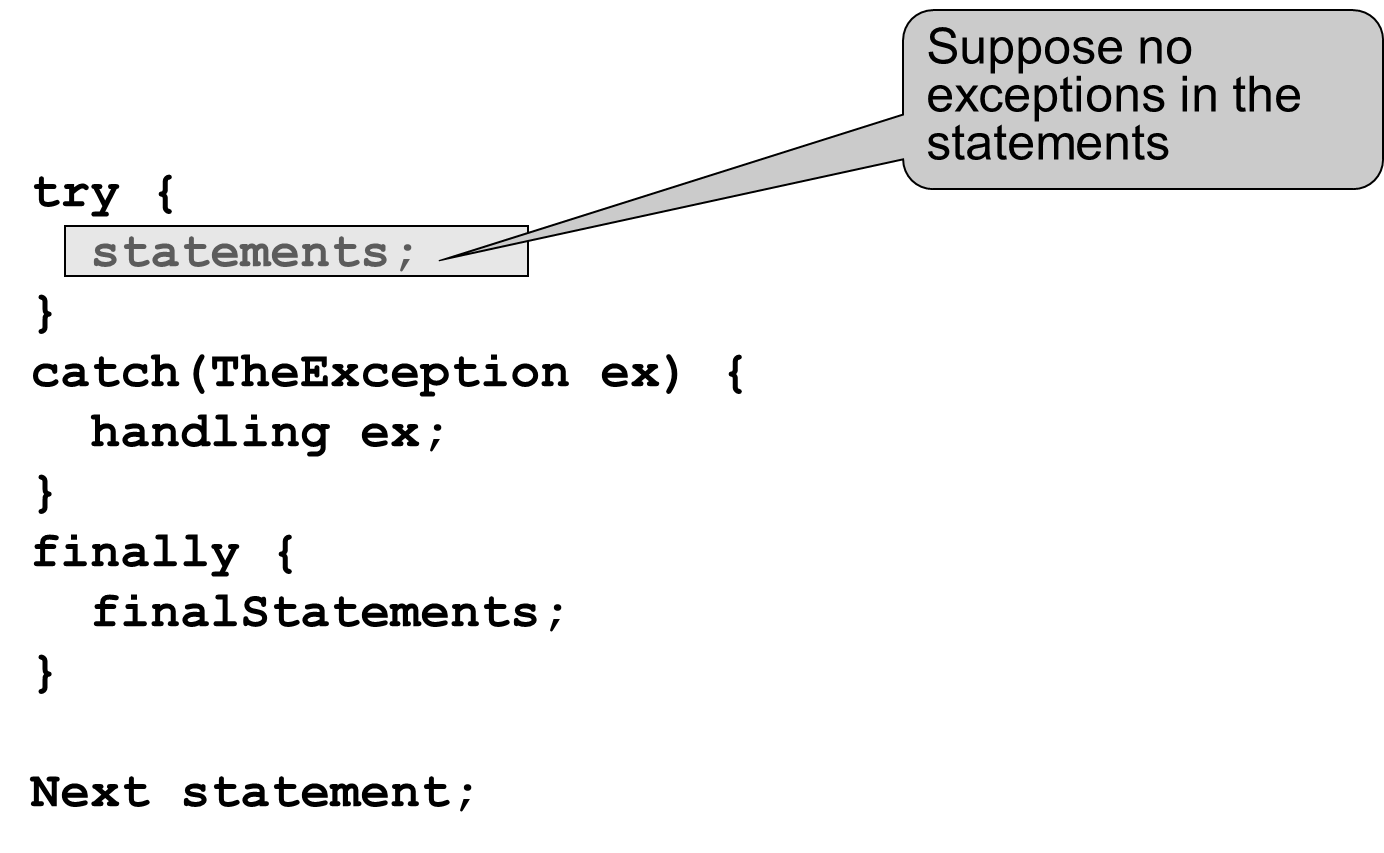 Suppose no
exceptions in the
statements
try {
  statements;
}
catch(TheException ex) {
  handling ex;
}
finally {
  finalStatements;
}
Next statement;